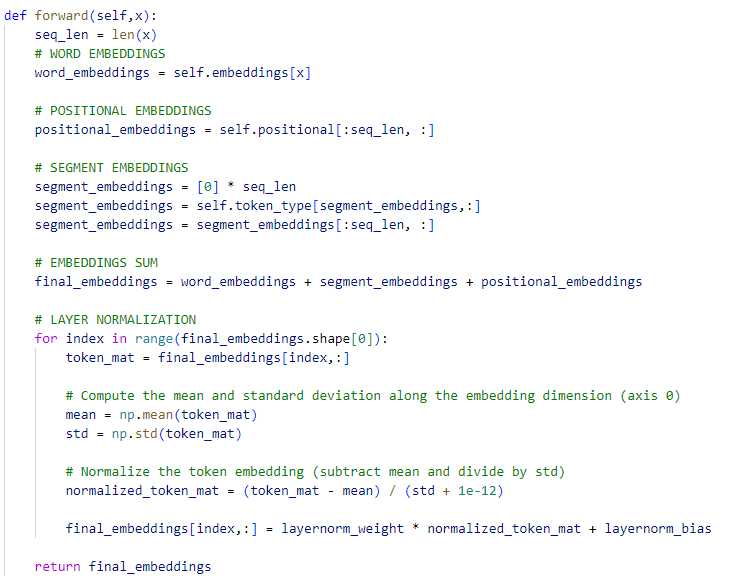 def forward(self,x):
    seq_len = len(x)
    # WORD EMBEDDINGS
    word_embeddings = self.embeddings[x]

    # POSITIONAL EMBEDDINGS
    positional_embeddings = self.positional[:seq_len, :]

    # SEGMENT EMBEDDINGS
    segment_embeddings = [0] * seq_len
    segment_embeddings = self.token_type[segment_embeddings,:]
    segment_embeddings = segment_embeddings[:seq_len, :]

    # EMBEDDINGS SUM
    final_embeddings = word_embeddings + segment_embeddings + positional_embeddings

    # LAYER NORMALIZATION
    for index in range(final_embeddings.shape[0]):
        token_mat = final_embeddings[index,:]

        # Compute the mean and standard deviation along the embedding dimension (axis 0)
        mean = np.mean(token_mat)
        std = np.std(token_mat)

        # Normalize the token embedding (subtract mean and divide by std)
        normalized_token_mat = (token_mat - mean) / (std + 1e-12)

        final_embeddings[index,:] = layernorm_weight * normalized_token_mat + layernorm_bias

    return final_embeddings